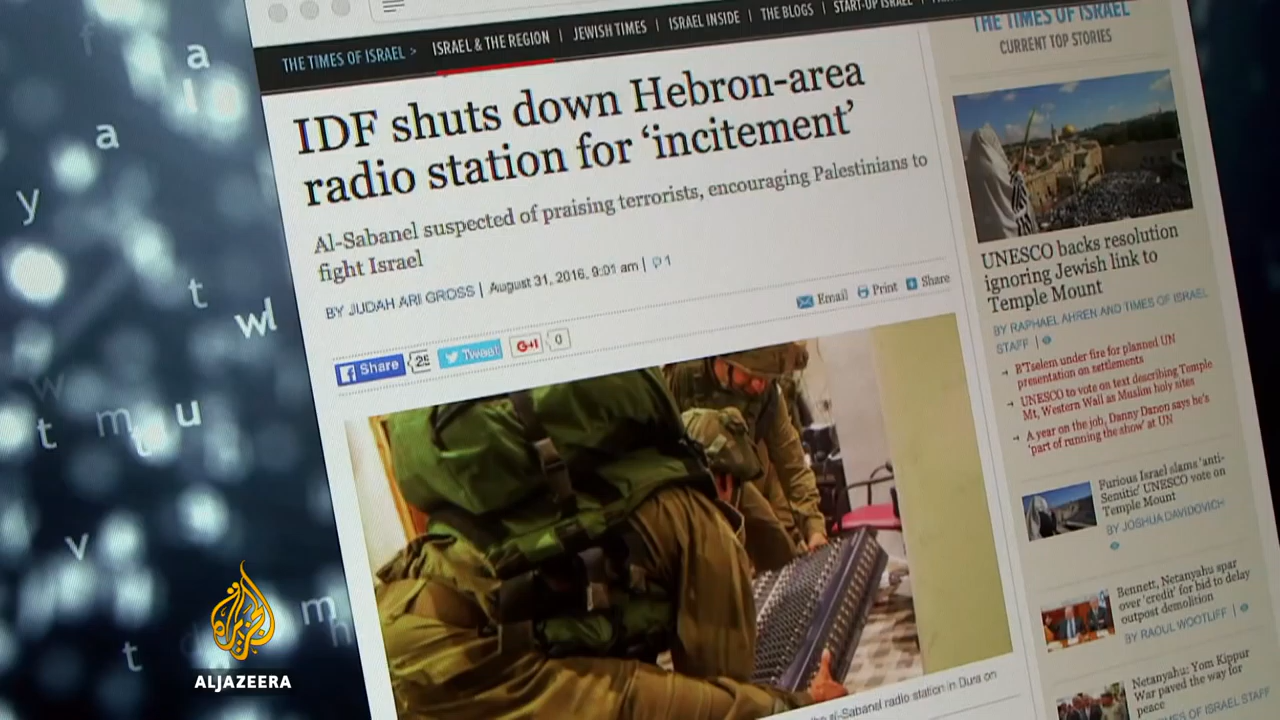 THE TIMES OF ISRAEL >
ISRAEL & THE REGION
JEWISH TIMES
ISRAEL INSIDE
THE BLOGS
START-UP ISRAEL
IDF shuts down Hebron-area
radio station for ‘incitement’
Al-Sabanel suspected of praising terrorists, encouraging Palestinians to
fight Israel
BY JUDAH ARI GROSS | August 31, 2016, 9:01 am | 1
Email Print Share
Share 25 Tweet G+1 0
al-Sabanel radio station in Dura on
THE TIMES OF ISRAEL
CURRENT TOP STORIES
UNESCO backs resolution
ignoring Jewish link to
Temple Mount
BY RAPHAEL AHREN AND TIMES OF ISRAEL
STAFF |
B'Tselem under fire for planned UN
presentation on settlements
UNESCO to vote on text describing Temple
Mt, Western Wall as Muslim holy sites
A year on the job, Danny Danon says he's
'part of running the show' at UN
Furious Israel slams 'anti-
Semitic' UNESCO vote on
Temple Mount
BY JOSHUA DAVIDOVICH
Bennett, Netanyahu spar
over 'credit' for bid to delay
outpost demolition
BY RAOUL WOOTLIFF |
Netanyahu: Yom Kippur
War paved the way for
peace
TIMES OF ISRAEL STAFF
a
l
a
y
t
wl
w
t
m
t
u
v
m
h
t
ALJAZEERA